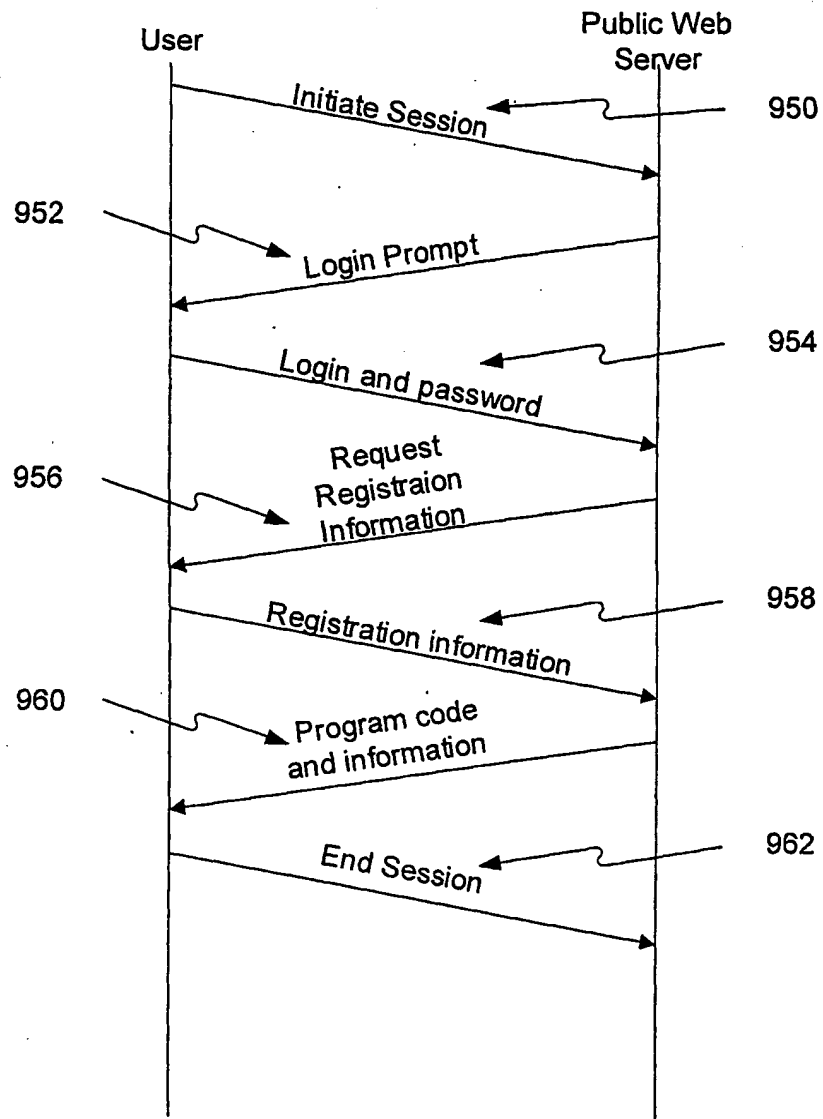 User
Public Web
Server
Initiate Session
950
952
Login Prompt
954
Login and password
956
Request
Registraion
Information
958
Registration information
960
Program code
and information
962
End Session